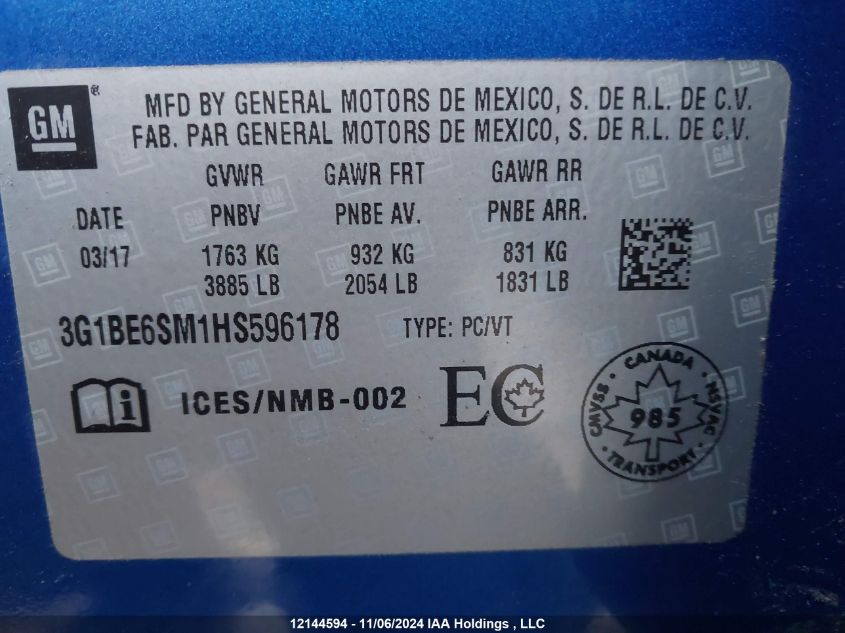 GM ®
MFD BY GENERAL MOTORS DE MEXICO, S. DE R.L. DE C.V.
FAB. PAR GENERAL MOTORS DE MEXICO, S. DE R.L. DE C.V.
GVWR GAWR FRT GAWR RR
DATE PNBV PNBE AV. PNBE ARR.
03/17 1763 KG 932 KG 831 KG
3885 LB 2054 LB 1831 LB
3G1BE6SM1HS596178 TYPE: PC/VT
i ICES/NMB-002 EC
CANADA
CMVSS 985 NSVAC
TRANSPORT
12144594 - 11/06/2024 IAA Holdings , LLC